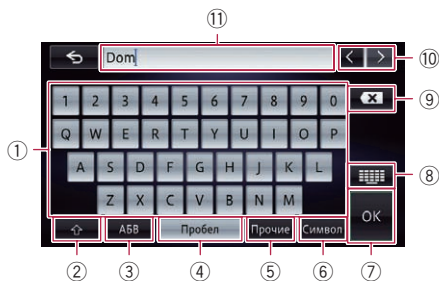 ⑪
Dom
⑩
1 2 3 4 5 6 7 8 9 0
⑨
Q W E R T Y U I O P
①
A S D F G H J K L
⑧
Z X C V B N M
OK
АБВ Пробел Прочие Символ
② ③ ④ ⑤ ⑥ ⑦